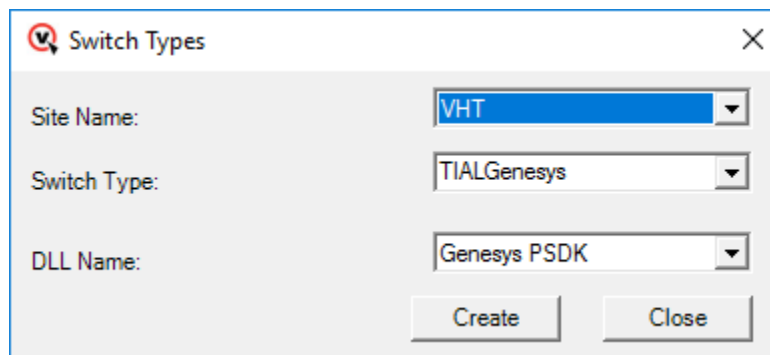 Switch Types
Site Name: VHT
Switch Type: TIALGenesys
DLL Name: Genesys PSDK
Create Close